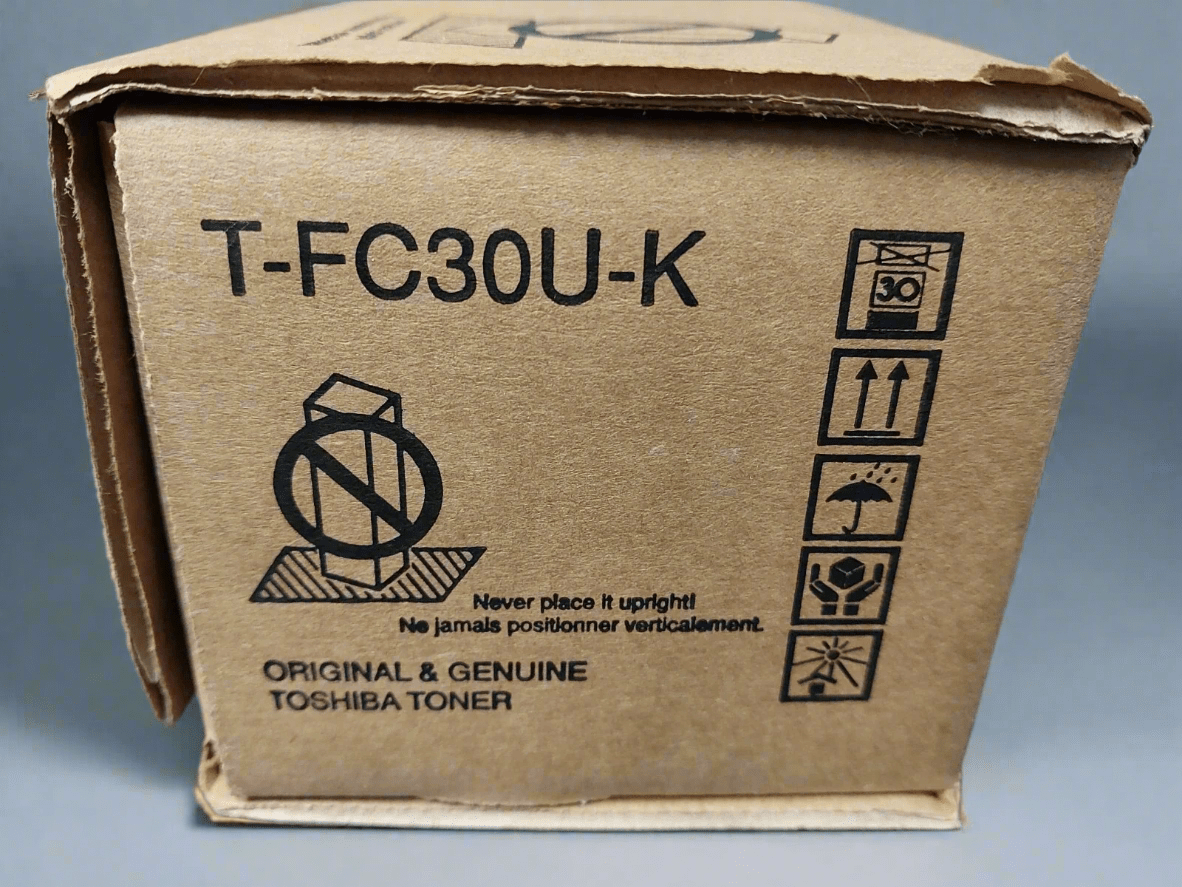 T-FC30U-K
30
Never place it upright!
Ne jamais positionner verticalement.
ORIGINAL & GENUINE
TOSHIBA TONER